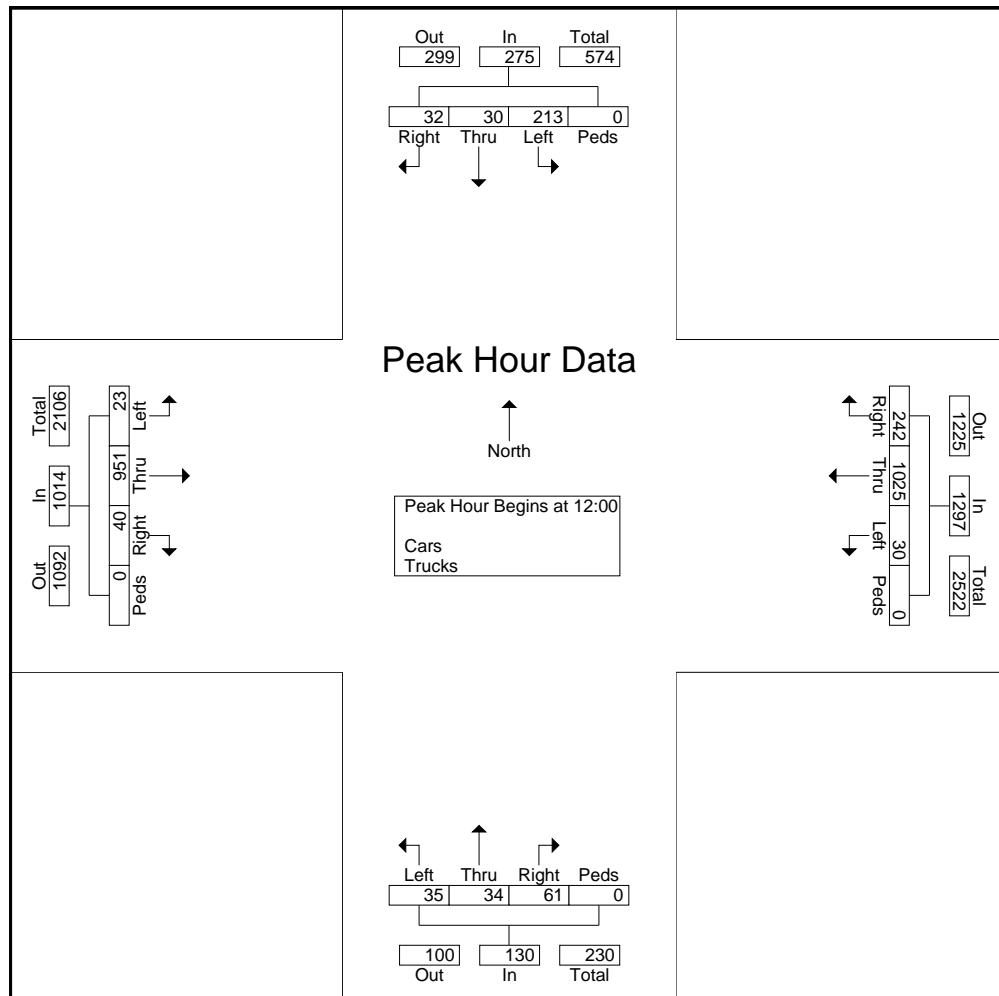 Out In Total
299 275 574
32 30 213 0
Right Thru Left Peds
Peak Hour Data
North
Peak Hour Begins at 12:00
Cars
Trucks
Total In Out
2106 1014 1092
23 951 40 0
Left Thru Right Peds
Out In Total
1225 1297 2522
242 1025 30 0
Right Thru Left Peds
Left Thru Right Peds
35 34 61 0
100 130 230
Out In Total